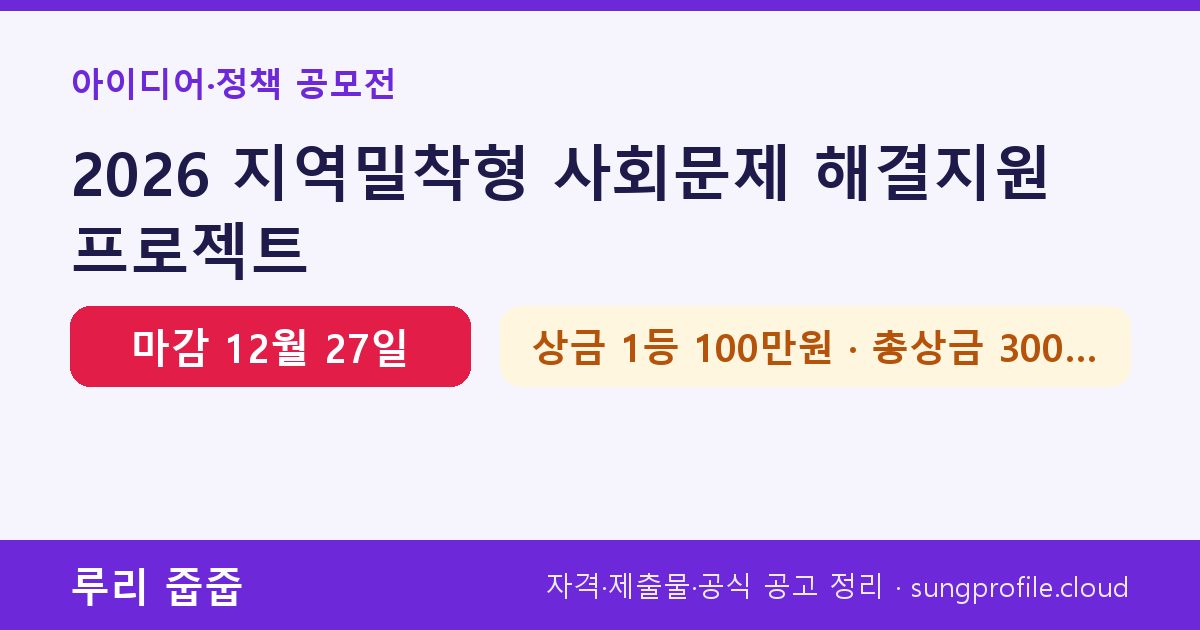 아이디어·정책 공모전
2026 지역밀착형 사회문제 해결지원
프로젝트
마감 12월 27일
상금 1등 100만원 · 총상금 300...
루리 줍줍
자격·제출물·공식 공고 정리 · sungprofile.cloud